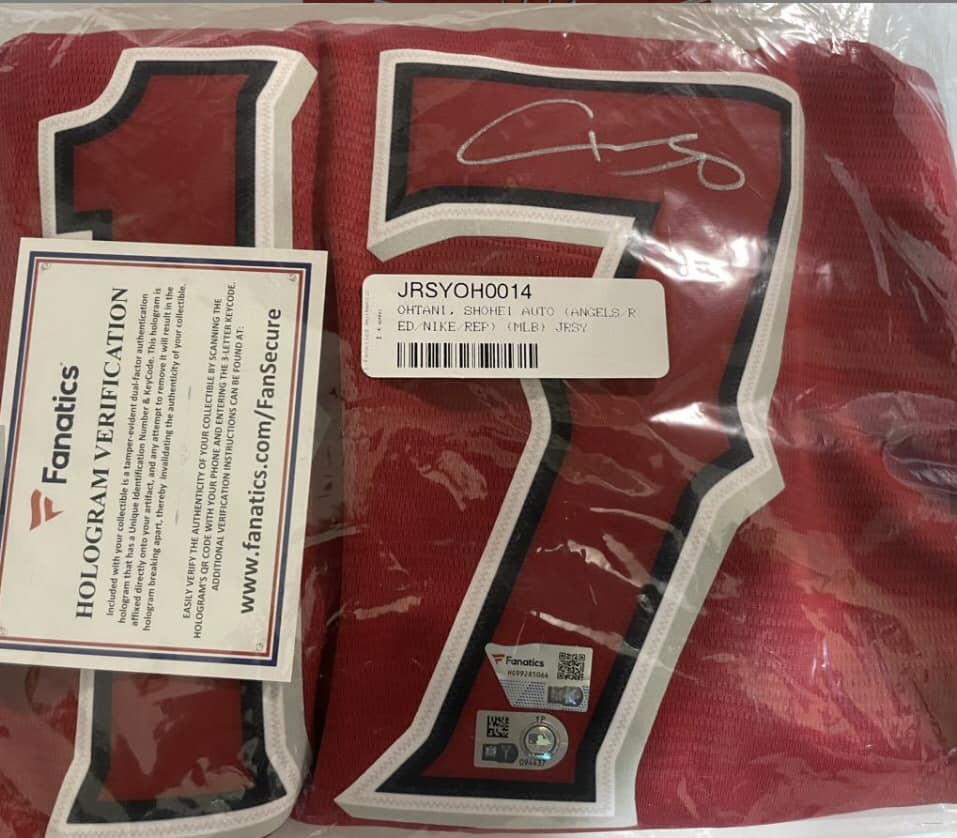 17
JRSYOH0014
OHTANI, SHOHEI AUTO (ANGELS/R
ED/NIKE/REP) (MLB) JRSY
Fanatics
HOLOGRAM VERIFICATION
Included with your collectible is a tamper-evident dual-factor authentication
hologram that has a Unique Identification Number & KeyCode. This hologram is
affixed directly onto your artifact, and any attempt to remove it will result in the
hologram breaking apart, thereby invalidating the authenticity of your collectible.
EASILY VERIFY THE AUTHENTICITY OF YOUR COLLECTIBLE BY SCANNING THE
HOLOGRAM'S QR CODE WITH YOUR PHONE AND ENTERING THE 3-LETTER KEYCODE.
ADDITIONAL VERIFICATION INSTRUCTIONS CAN BE FOUND AT:
www.fanatics.com/FanSecure
Fanatics
YP
094437